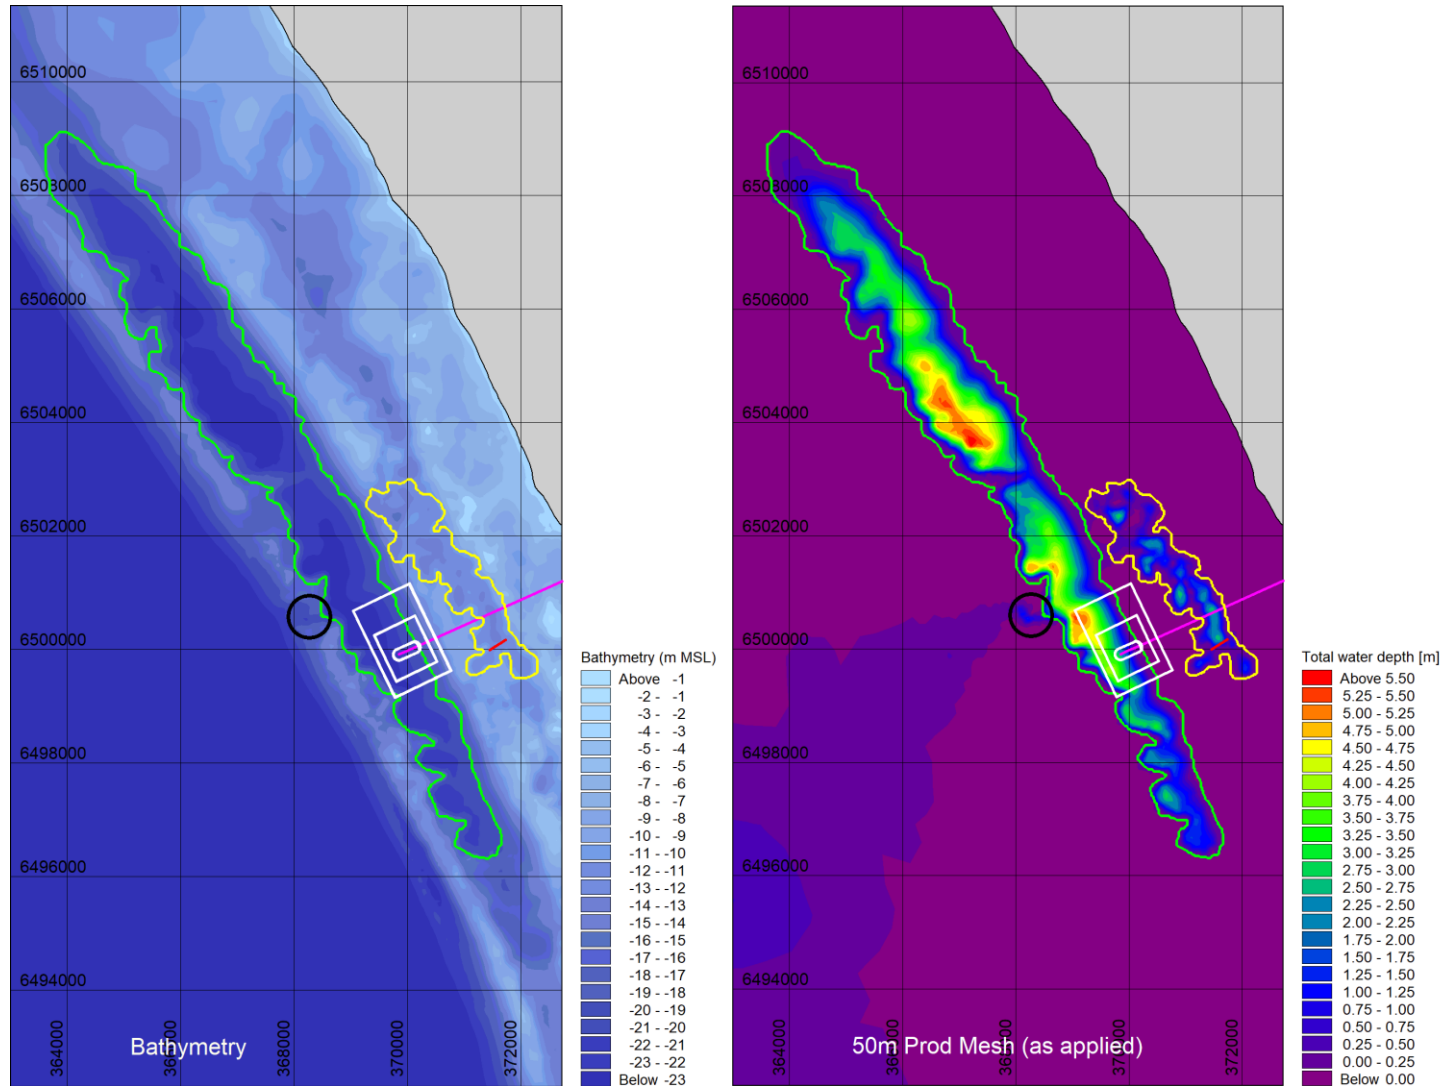 6510000
6508000
6506000
6504000
6502000
6500000
6498000
6496000
6494000
364000
368000
370000
372000
Bathymetry
Bathymetry (m MSL)
Above -1
-2 - -1
-3 - -2
-4 - -3
-5 - -4
-6 - -5
-7 - -6
-8 - -7
-9 - -8
-10 - -9
-11 - -10
-12 - -11
-13 - -12
-14 - -13
-15 - -14
-16 - -15
-17 - -16
-18 - -17
-19 - -18
-20 - -19
-21 - -20
-22 - -21
-23 - -22
Below -23
6510000
6508000
6506000
6504000
6502000
6500000
6498000
6496000
6494000
364000
370000
372000
50m Prod Mesh (as applied)
Total water depth [m]
Above 5.50
5.25 - 5.50
5.00 - 5.25
4.75 - 5.00
4.50 - 4.75
4.25 - 4.50
4.00 - 4.25
3.75 - 4.00
3.50 - 3.75
3.25 - 3.50
3.00 - 3.25
2.75 - 3.00
2.50 - 2.75
2.25 - 2.50
2.00 - 2.25
1.75 - 2.00
1.50 - 1.75
1.25 - 1.50
1.00 - 1.25
0.75 - 1.00
0.50 - 0.75
0.25 - 0.50
0.00 - 0.25
Below 0.00